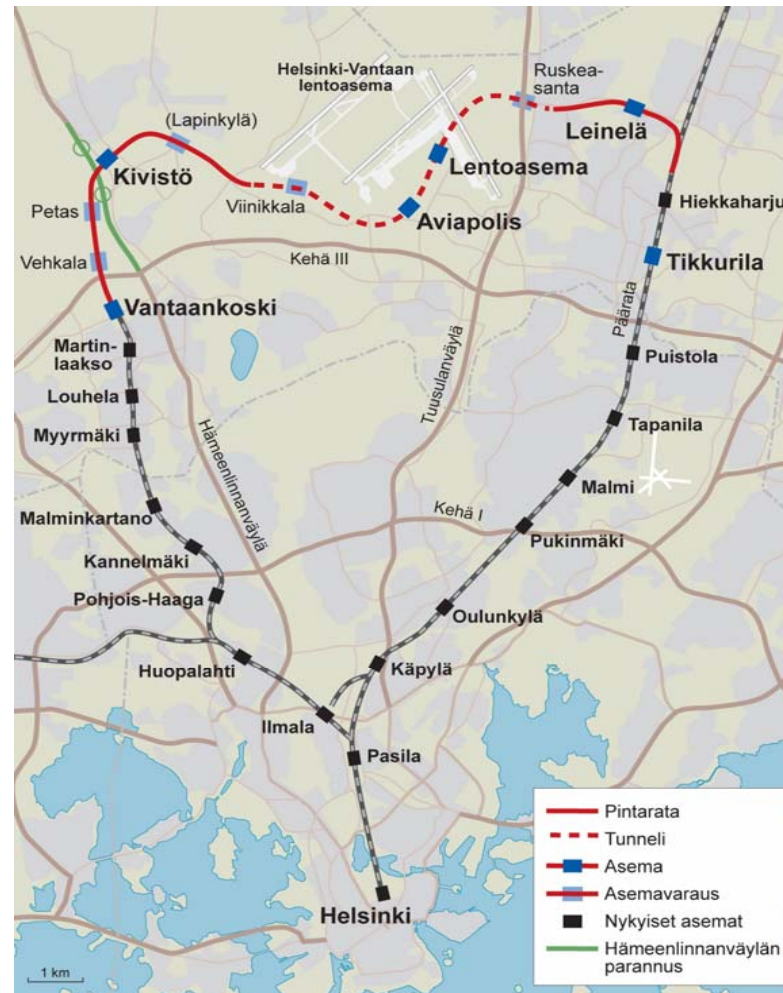 Helsinki-Vantaan
lentoasema
Ruskea-
santa
(Lapinkylä)
Leinelä
Kivistö
Lentoasema
Viinikkala
Hiekkaharju
Petas
Aviapolis
Vehkala
Kehä III
Tikkurila
Vantaankoski
Päärata
Martin-
laakso
Puistola
Louhela
Tuusulanväylä
Myyrmäki
Hämeenlinnanväylä
Tapanila
Malmi
Malminkartano
Kehä I
Pukinmäki
Kannelmäki
Pohjois-Haaga
Oulunkylä
Huopalahti
Käpylä
Ilmala
Pasila
Helsinki
1 km
Pintarata
Tunneli
Asema
Asemavaraus
Nykyiset asemat
Hämeenlinnanväylän
parannus